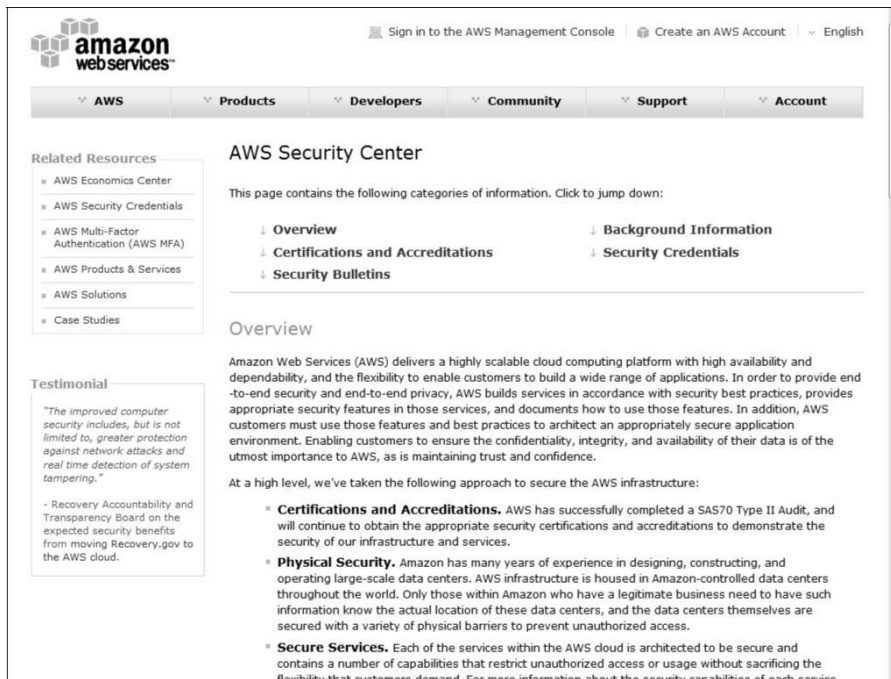 amazon
webservices™
Sign in to the AWS Management Console
Create an AWS Account
English
AWS
Products
Developers
Community
Support
Account
Related Resources
AWS Economics Center
AWS Security Credentials
AWS Multi-Factor
Authentication (AWS MFA)
AWS Products & Services
AWS Solutions
Case Studies
Testimonial
"The improved computer
security includes, but is not
limited to, greater protection
against network attacks and
real time detection of system
tampering."
- Recovery Accountability and
Transparency Board on the
expected security benefits
from moving Recovery.gov to
the AWS cloud.
AWS Security Center
This page contains the following categories of information. Click to jump down:
↓ Overview
↓ Certifications and Accreditations
↓ Security Bulletins
↓ Background Information
↓ Security Credentials
Overview
Amazon Web Services (AWS) delivers a highly scalable cloud computing platform with high availability and
dependability, and the flexibility to enable customers to build a wide range of applications. In order to provide end
-to-end security and end-to-end privacy, AWS builds services in accordance with security best practices, provides
appropriate security features in those services, and documents how to use those features. In addition, AWS
customers must use those features and best practices to architect an appropriately secure application
environment. Enabling customers to ensure the confidentiality, integrity, and availability of their data is of the
utmost importance to AWS, as is maintaining trust and confidence.
At a high level, we've taken the following approach to secure the AWS infrastructure:
Certifications and Accreditations. AWS has successfully completed a SAS70 Type II Audit, and
will continue to obtain the appropriate security certifications and accreditations to demonstrate the
security of our infrastructure and services.
Physical Security. Amazon has many years of experience in designing, constructing, and
operating large-scale data centers. AWS infrastructure is housed in Amazon-controlled data centers
throughout the world. Only those within Amazon who have a legitimate business need to have such
information know the actual location of these data centers, and the data centers themselves are
secured with a variety of physical barriers to prevent unauthorized access.
Secure Services. Each of the services within the AWS cloud is architected to be secure and
contains a number of capabilities that restrict unauthorized access or usage without sacrificing the
flexibility that customers demand. For more information about the security capabilities of each service